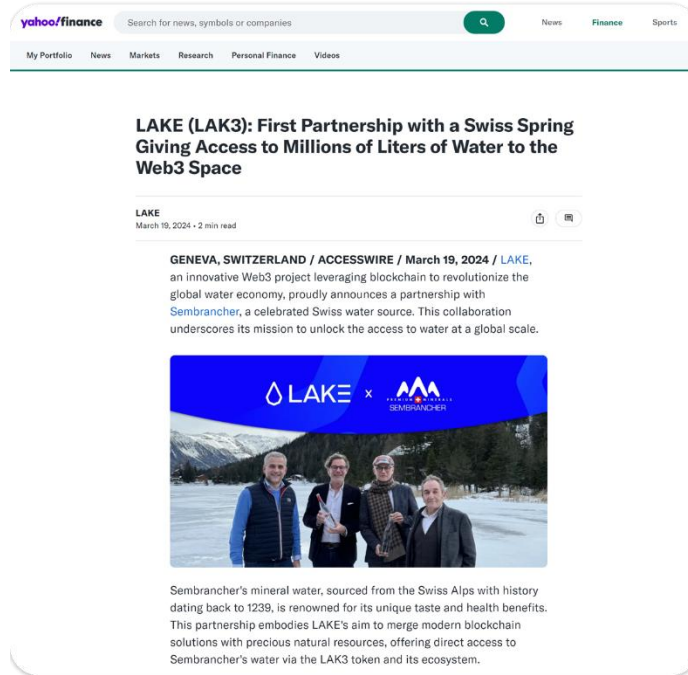 yahoo!finance
Search for news, symbols or companies
News
Finance
Sports
My Portfolio
News
Markets
Research
Personal Finance
Videos
LAKE (LAK3): First Partnership with a Swiss Spring
Giving Access to Millions of Liters of Water to the
Web3 Space
LAKE
March 19, 2024 • 2 min read
GENEVA, SWITZERLAND / ACCESSWIRE / March 19, 2024 / LAKE,
an innovative Web3 project leveraging blockchain to revolutionize the
global water economy, proudly announces a partnership with
Sembrancher, a celebrated Swiss water source. This collaboration
underscores its mission to unlock the access to water at a global scale.
LAKE x
PREMIUM MINERALS
SEMBRANCHER
Sembrancher's mineral water, sourced from the Swiss Alps with history
dating back to 1239, is renowned for its unique taste and health benefits.
This partnership embodies LAKE's aim to merge modern blockchain
solutions with precious natural resources, offering direct access to
Sembrancher's water via the LAK3 token and its ecosystem.